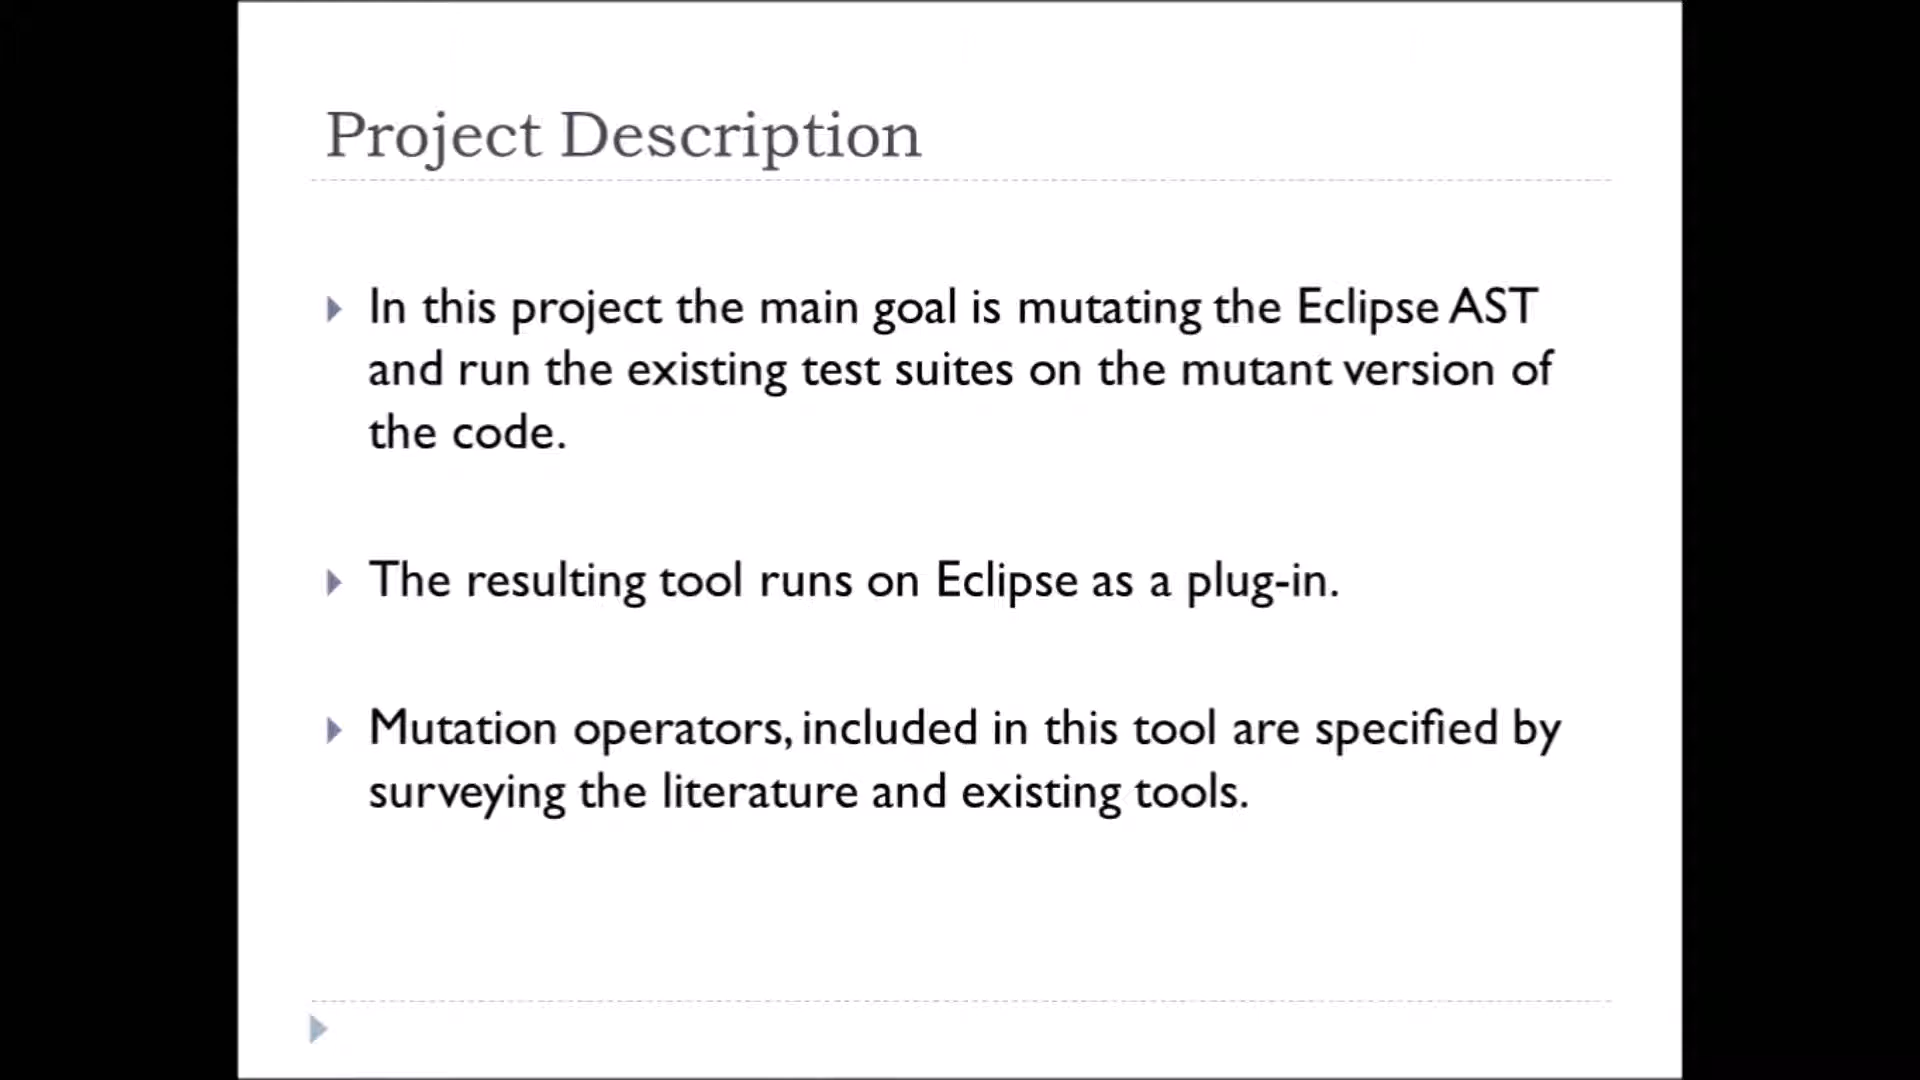 Project Description
In this project the main goal is mutating the Eclipse AST
and run the existing test suites on the mutant version of
the code.
The resulting tool runs on Eclipse as a plug-in.
Mutation operators, included in this tool are specified by
surveying the literature and existing tools.